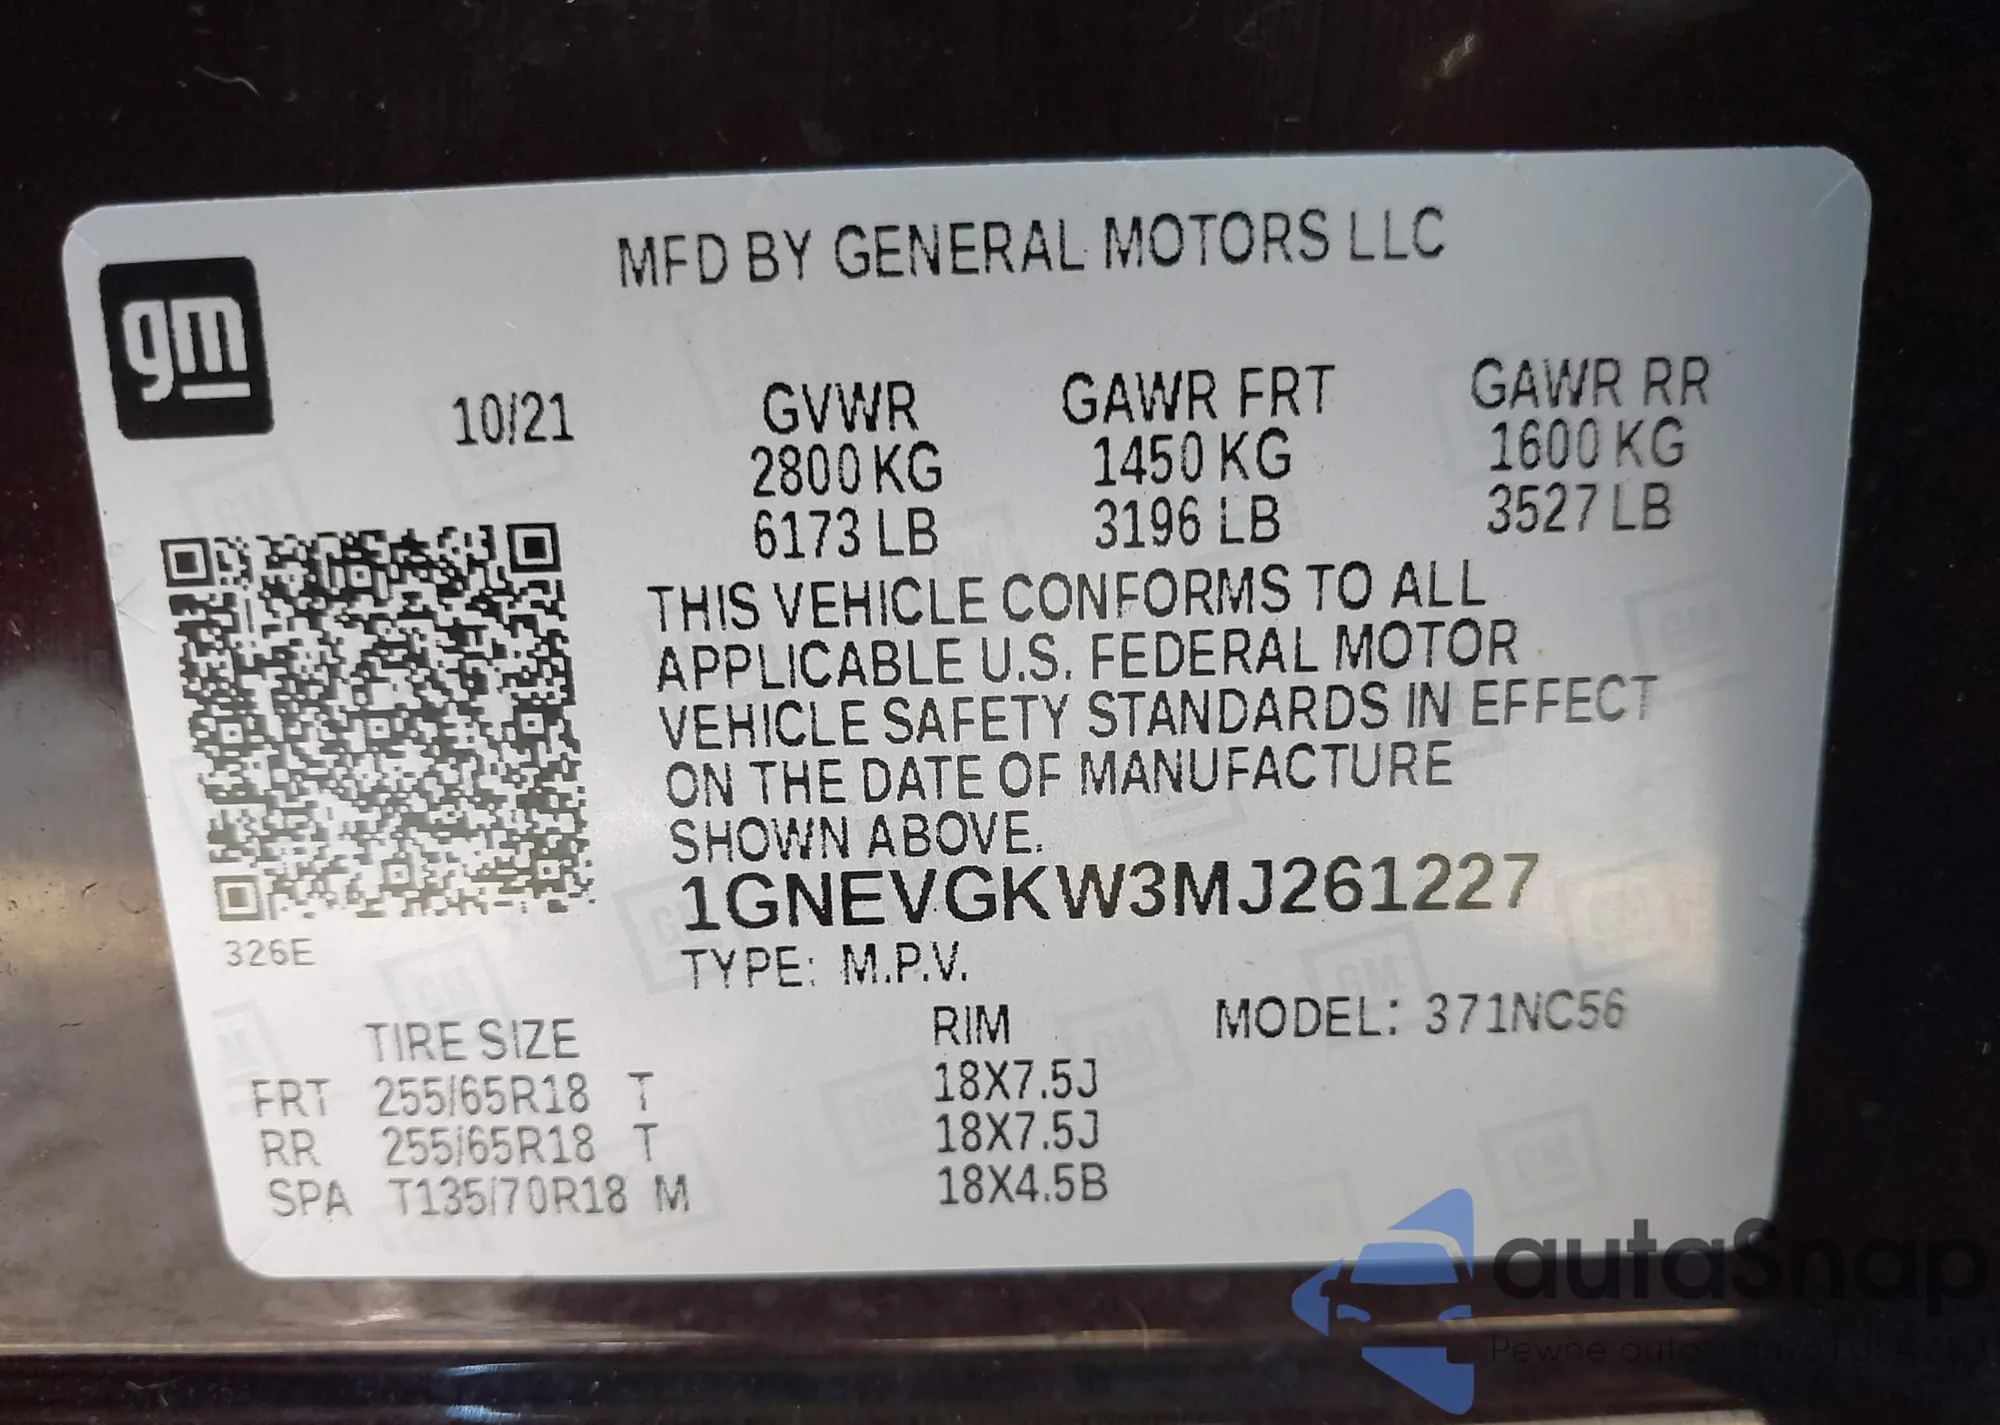 MFD BY GENERAL MOTORS LLC
gm
10/21 GVWR GAWR FRT GAWR RR
2800 KG 1450 KG 1600 KG
6173 LB 3196 LB 3527 LB
THIS VEHICLE CONFORMS TO ALL
APPLICABLE U.S. FEDERAL MOTOR
VEHICLE SAFETY STANDARDS IN EFFECT
ON THE DATE OF MANUFACTURE
SHOWN ABOVE.
1GNEVGKW3MJ261227
326E
TYPE: M.P.V.
TIRE SIZE RIM MODEL: 371NC56
FRT 255/65R18 T 18X7.5J
RR 255/65R18 T 18X7.5J
SPA T135/70R18 M 18X4.5B
autaSnap
Pewne auto